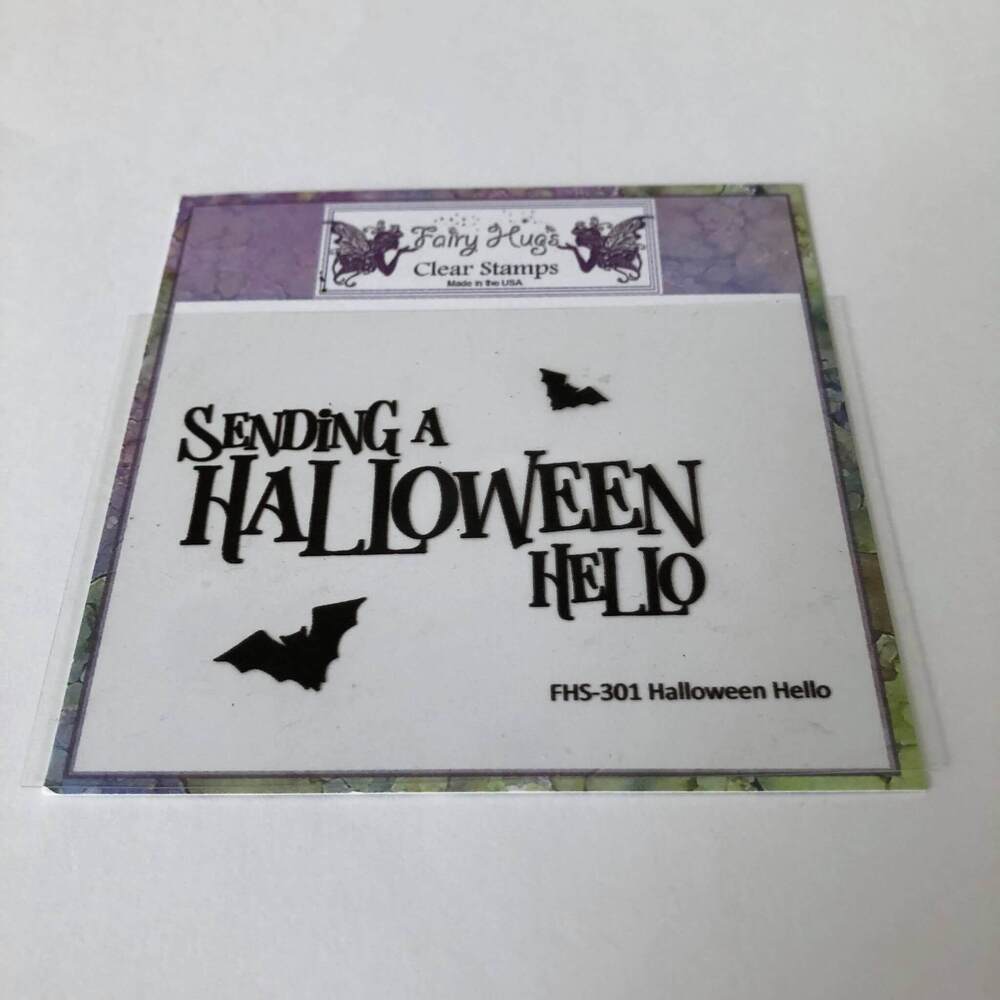 Fairy Hugs
Clear Stamps
Made in the USA
SENDiNG A
HALLOWEEN
HELLO
FHS-301 Halloween Hello